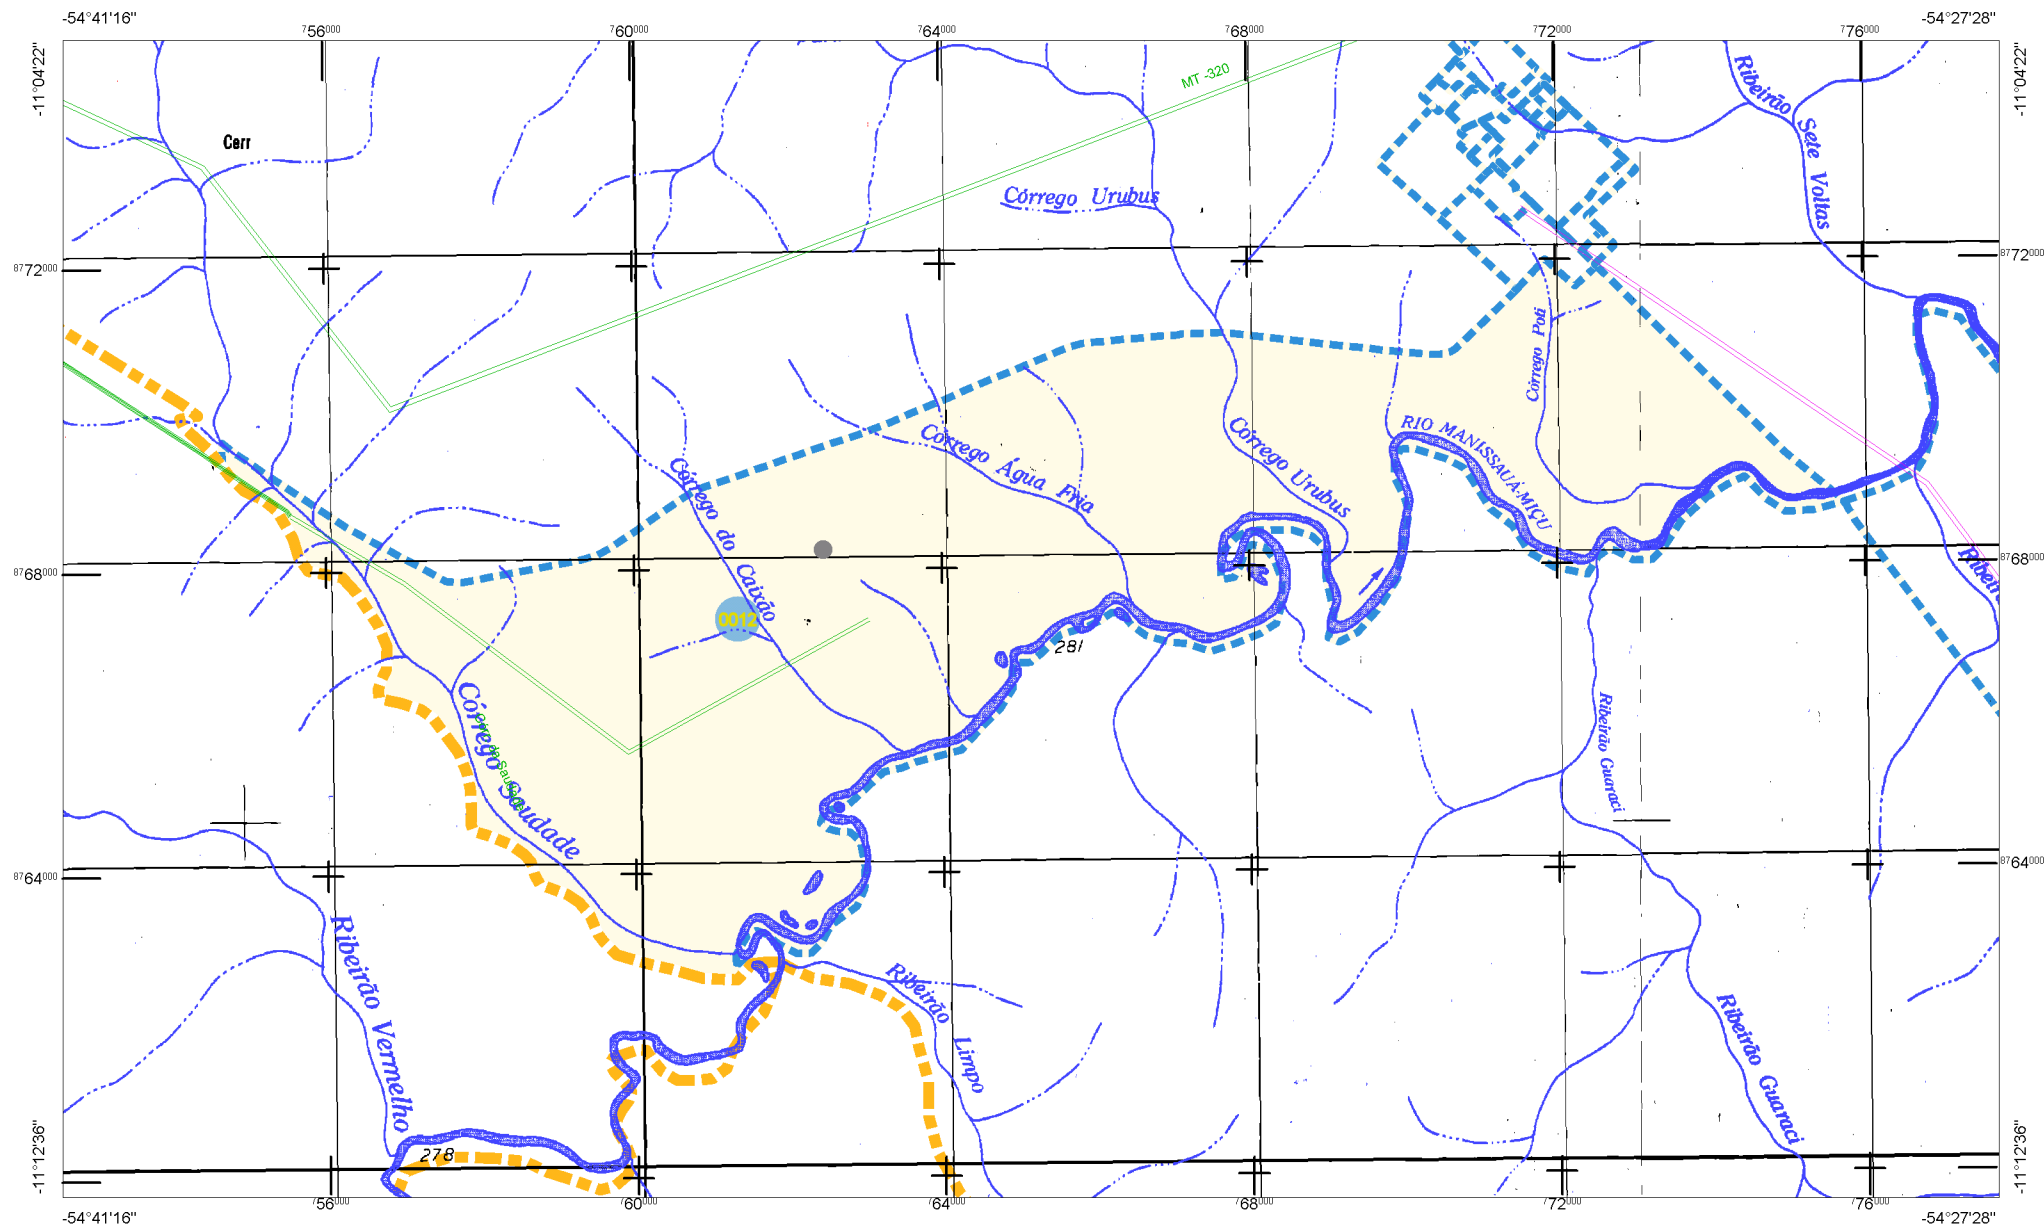 -54°41'16"
-54°27'28"
756000
760000
764000
768000
772000
776000
-11°04'22"
-11°04'22"
MT -320
Ribeirão
Sete Voltas
Cerr
Córrego Urubus
8772000
8772000
Córrego Poti
RIO MANISSAUÁ-MIÇU
Córrego Água Fria
Córrego Urubus
Córrego do Caixão
8768000
8768000
Ribeir
0012
281
Córrego Saudade
Ribeirão Guaraci
8764000
8764000
Ribeirão Vermelho
Ribeirão Limpo
Ribeirão Guaraci
278
-11°12'36"
-11°12'36"
756000
760000
764000
768000
772000
776000
-54°41'16"
-54°27'28"